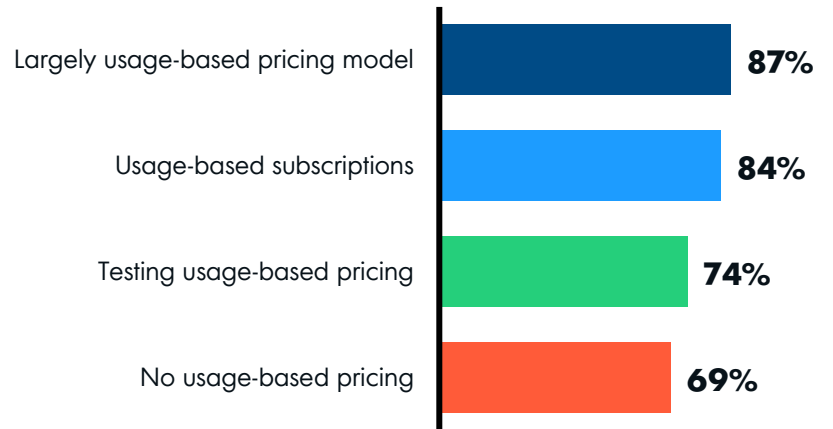 Largely usage-based pricing model 87%
Usage-based subscriptions 84%
Testing usage-based pricing 74%
No usage-based pricing 69%